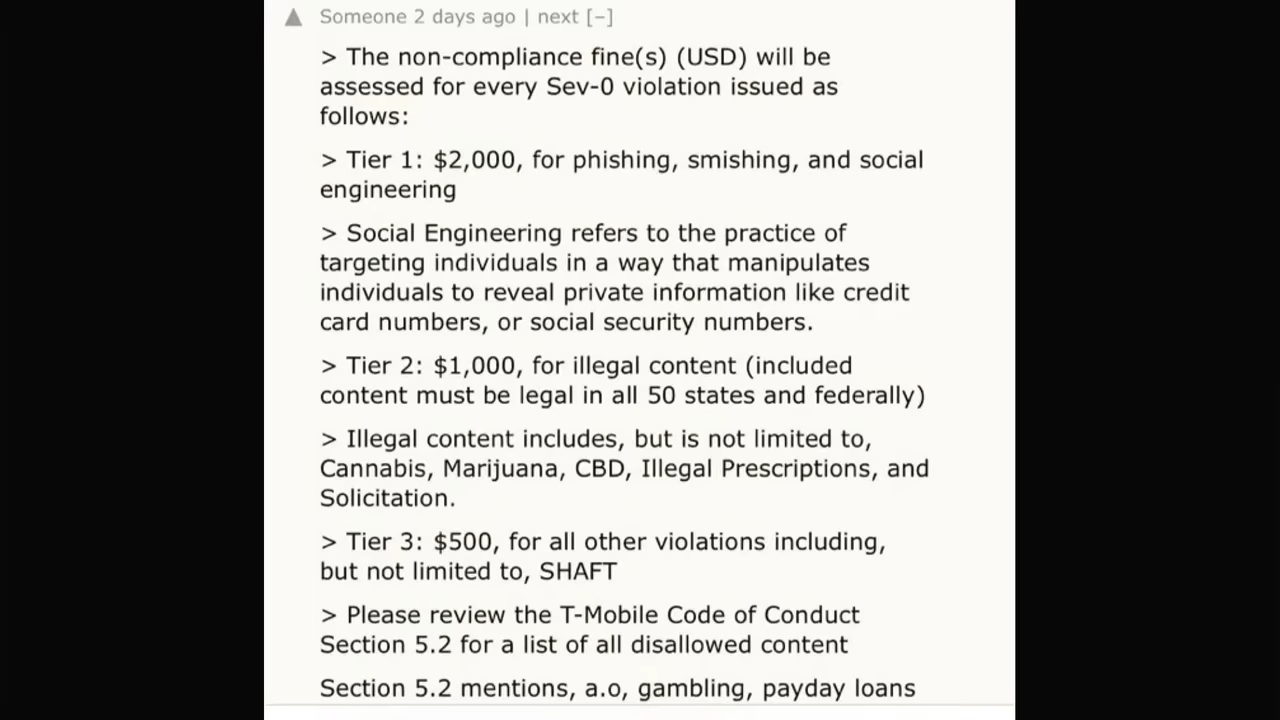 ▲ Someone 2 days ago | next [–]
> The non-compliance fine(s) (USD) will be
assessed for every Sev-0 violation issued as
follows:
> Tier 1: $2,000, for phishing, smishing, and social
engineering
> Social Engineering refers to the practice of
targeting individuals in a way that manipulates
individuals to reveal private information like credit
card numbers, or social security numbers.
> Tier 2: $1,000, for illegal content (included
content must be legal in all 50 states and federally)
> Illegal content includes, but is not limited to,
Cannabis, Marijuana, CBD, Illegal Prescriptions, and
Solicitation.
> Tier 3: $500, for all other violations including,
but not limited to, SHAFT
> Please review the T-Mobile Code of Conduct
Section 5.2 for a list of all disallowed content
Section 5.2 mentions, a.o, gambling, payday loans